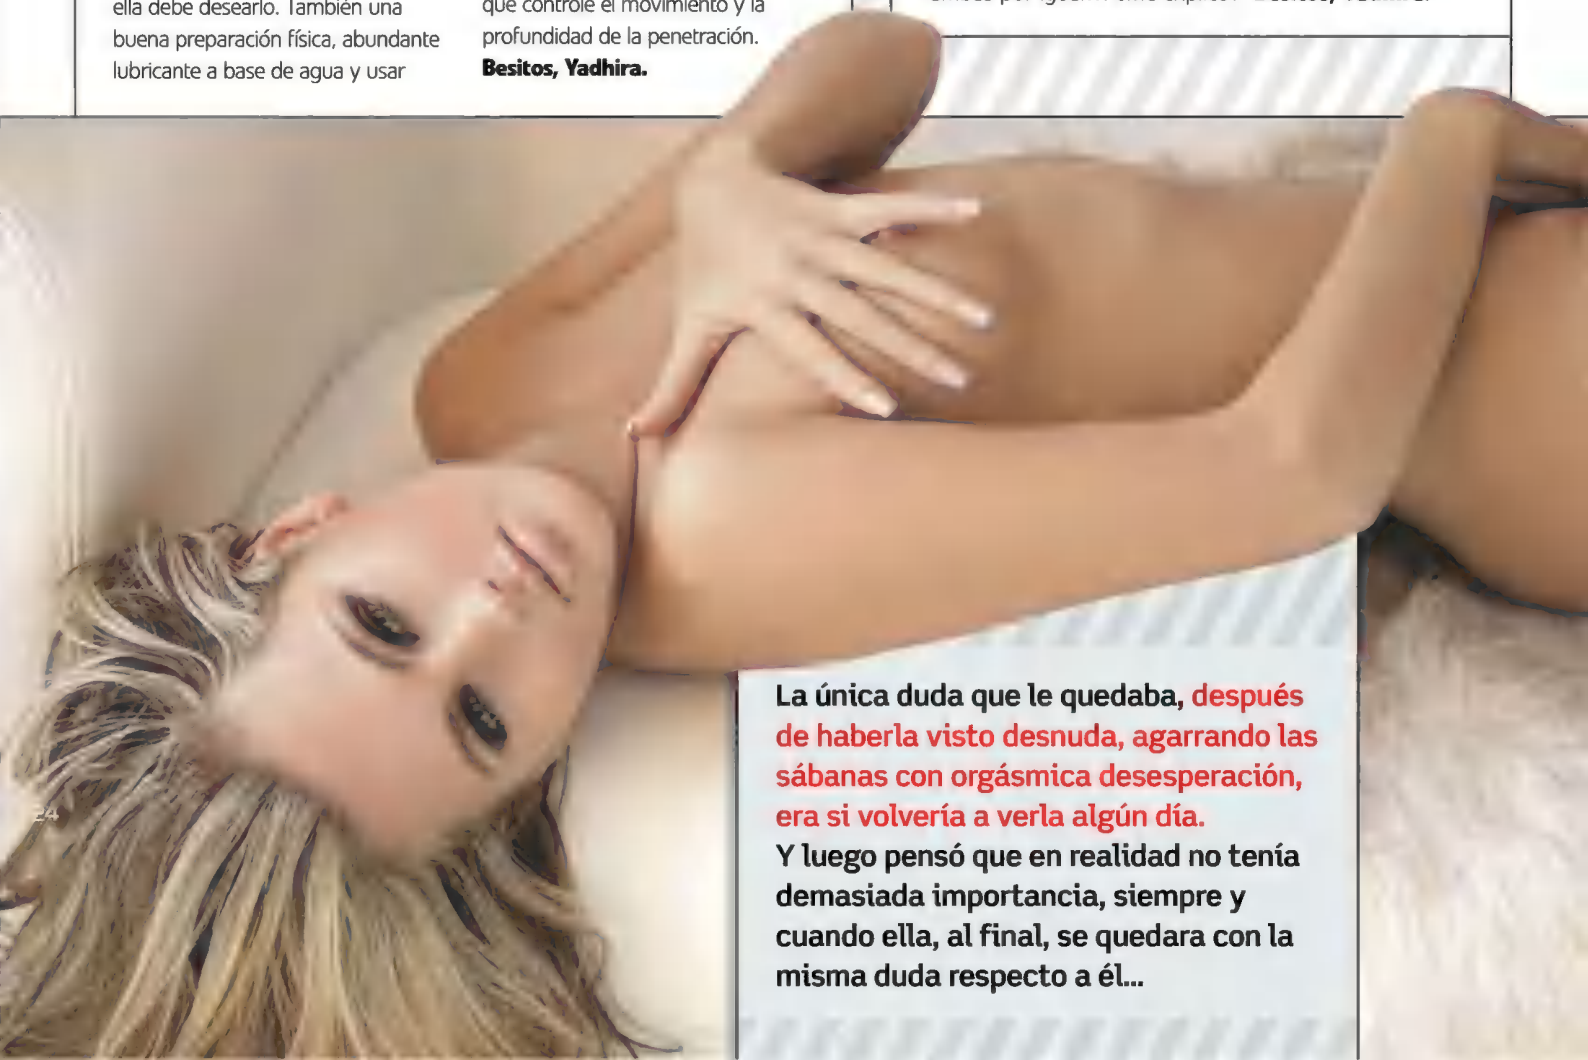 ella debe desearlo. También una
buena preparación física, abundante
lubricante a base de agua y usar
que controle el movimiento y la
profundidad de la penetración.
Besitos, Yadhira.
24
La única duda que le quedaba, después
de haberla visto desnuda, agarrando las
sábanas con orgásmica desesperación,
era si volvería a verla algún día.
Y luego pensó que en realidad no tenía
demasiada importancia, siempre y
cuando ella, al final, se quedara con la
misma duda respecto a él...